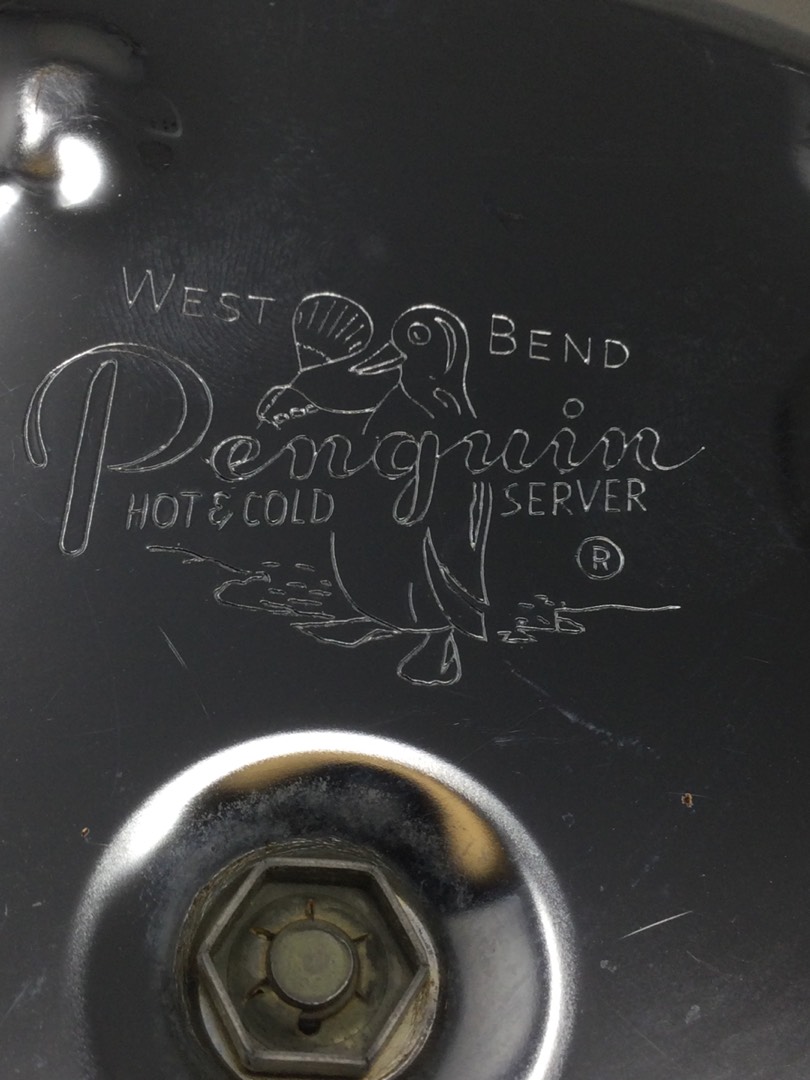 WEST BEND
Penguin
HOT & COLD SERVER
®